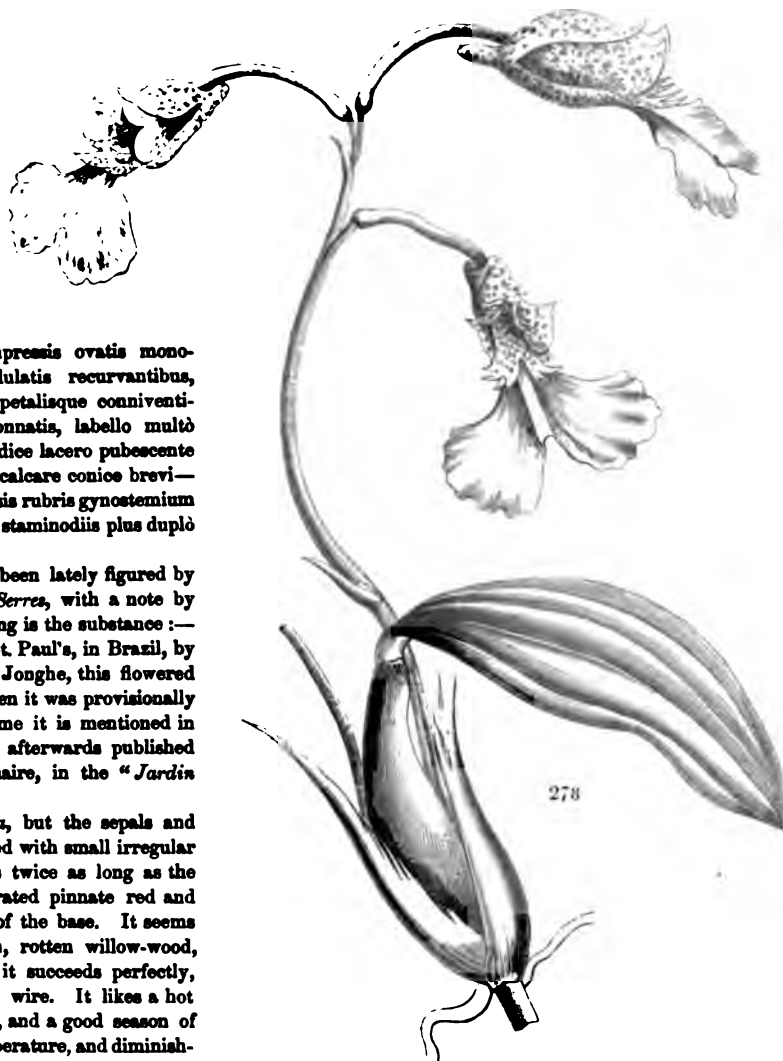 pressis ovatis mono-
lulatis recurvantibus,
petalisque conniventi-
onnatis, labello multò
dice lacero pubescente
calcare conico brevi—
sis rubris gynostemium
staminodiis plus duplò
been lately figured by
Serres, with a note by
ng is the substance :—
t. Paul's, in Brazil, by
Jonghe, this flowered
en it was provisionally
me it is mentioned in
afterwards published
naire, in the "Jardin
but the sepals and
ed with small irregular
twice as long as the
rated pinnate red and
of the base. It seems
rotten willow-wood,
it succeeds perfectly,
wire. It likes a hot
and a good season of
perature, and diminish-
278